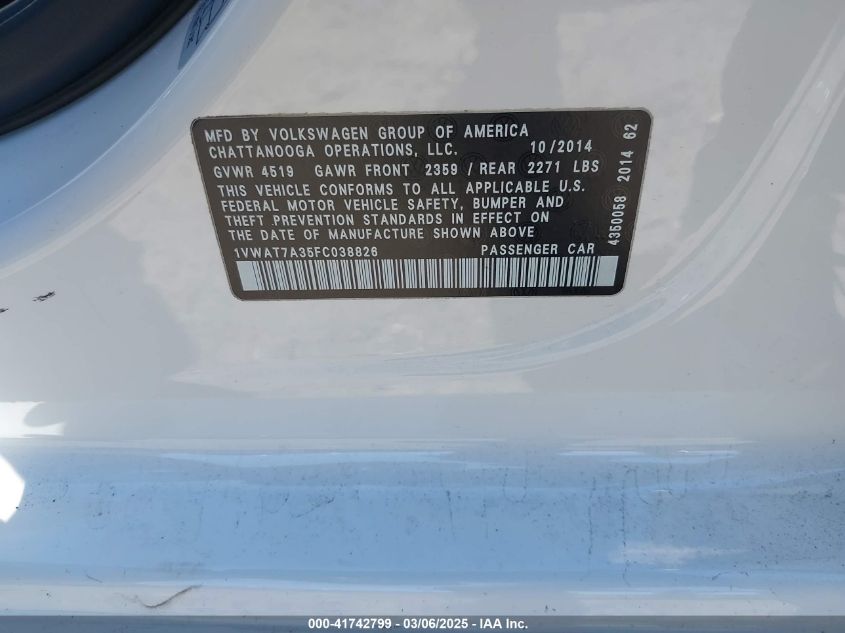 MFD BY VOLKSWAGEN GROUP OF AMERICA
CHATTANOOGA OPERATIONS, LLC. 10/2014
GVWR 4519 GAWR FRONT 2359 / REAR 2271 LBS
THIS VEHICLE CONFORMS TO ALL APPLICABLE U.S.
FEDERAL MOTOR VEHICLE SAFETY, BUMPER AND
THEFT PREVENTION STANDARDS IN EFFECT ON
THE DATE OF MANUFACTURE SHOWN ABOVE
1VWAT7A35FC038826 PASSENGER CAR
4350058 2014 62
000-41742799 - 03/06/2025 - IAA Inc.